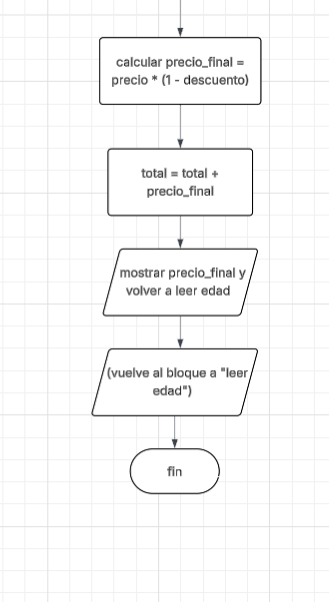 calcular precio_final =
precio * (1 - descuento)
total = total +
precio_final
mostrar precio_final y
volver a leer edad
(vuelve al bloque a "leer
edad")
fin